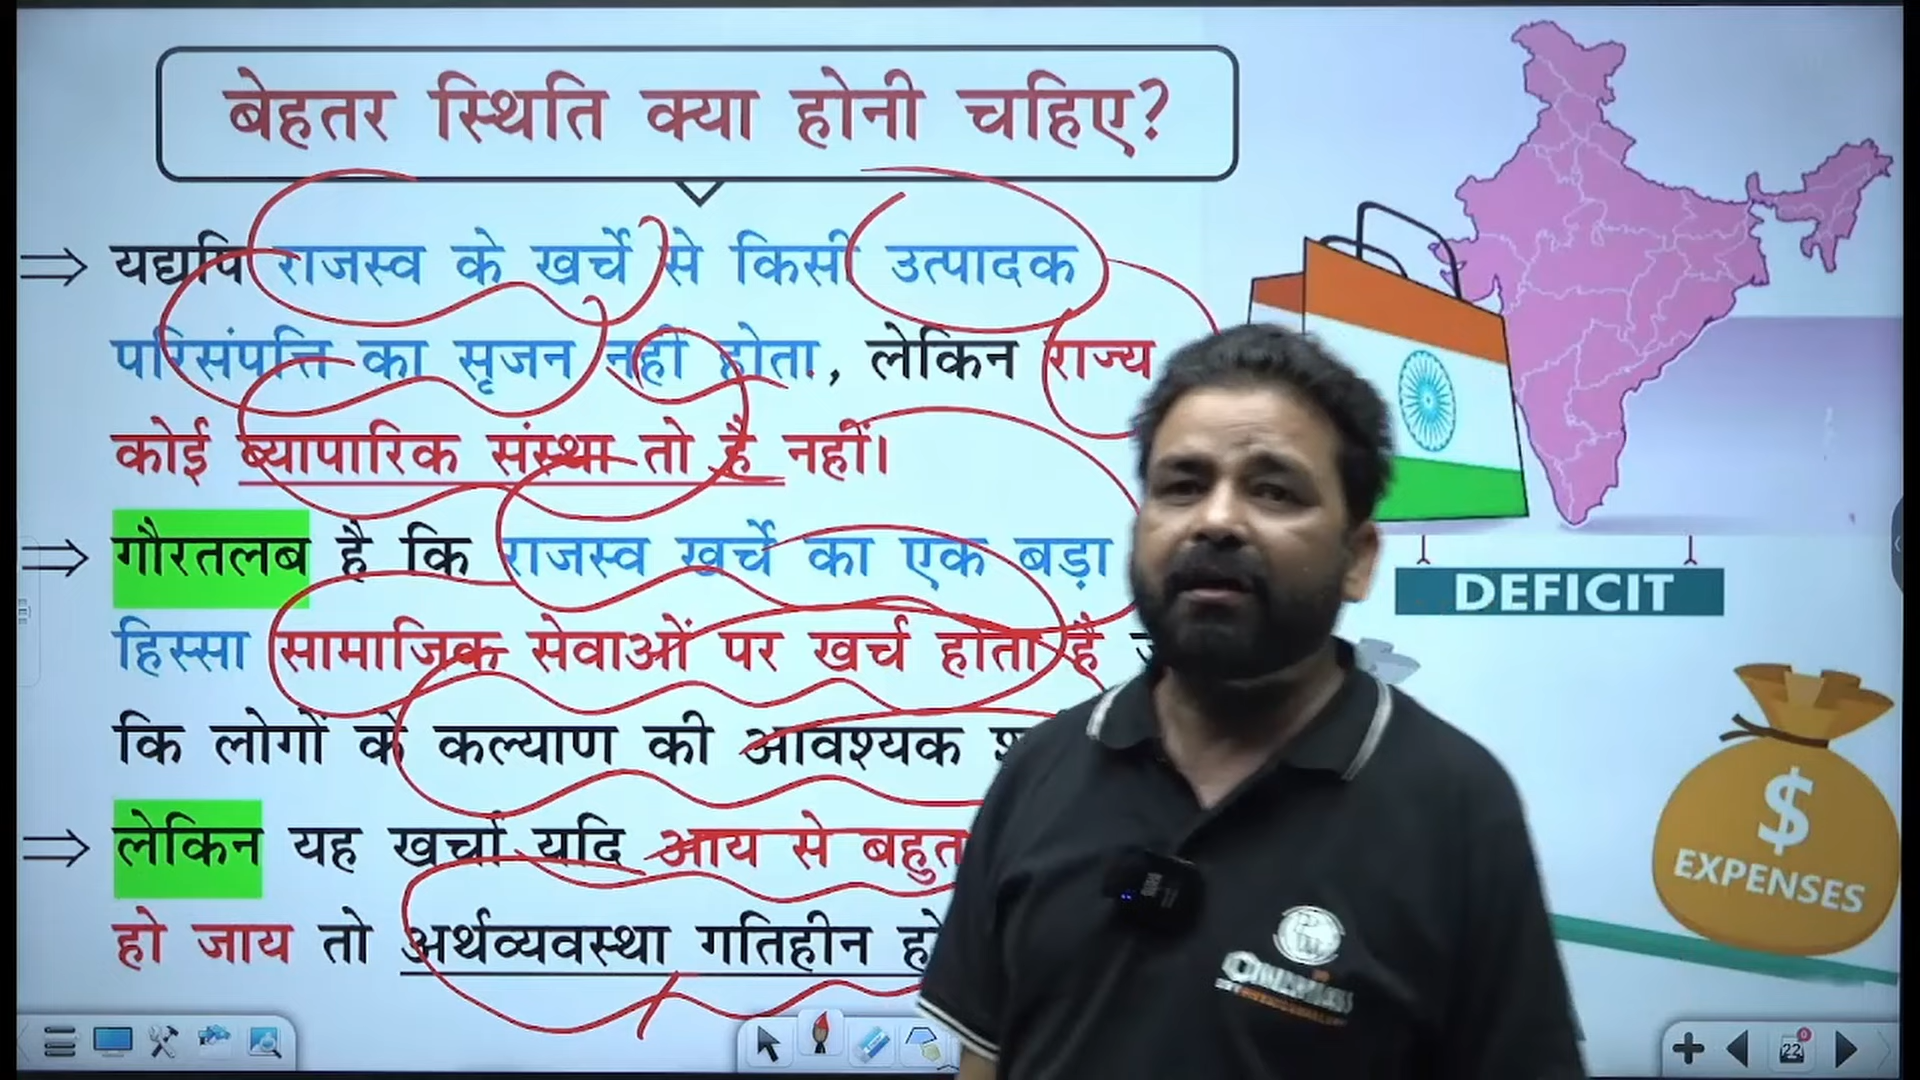 बेहतर स्थिति क्या होनी चहिए?
यद्यपि राजस्व के खर्चे से किसी उत्पादक
परिसंपत्ति का सृजन नहीं होता, लेकिन राज्य
कोई व्यापारिक संस्था तो है नहीं।
गौरतलब है कि राजस्व खर्चे का एक बड़ा
हिस्सा सामाजिक सेवाओं पर खर्च होता है
कि लोगों के कल्याण की आवश्यक
लेकिन यह खर्चा यदि आय से बहुत
हो जाय तो अर्थव्यवस्था गतिहीन
DEFICIT
$
EXPENSES
22